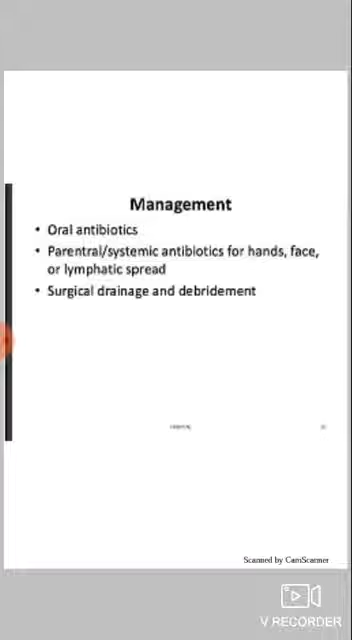 Management
• Oral antibiotics
• Parentral/systemic antibiotics for hands, face,
or lymphatic spread
• Surgical drainage and debridement
Scanned by CamScanner
V RECORDER